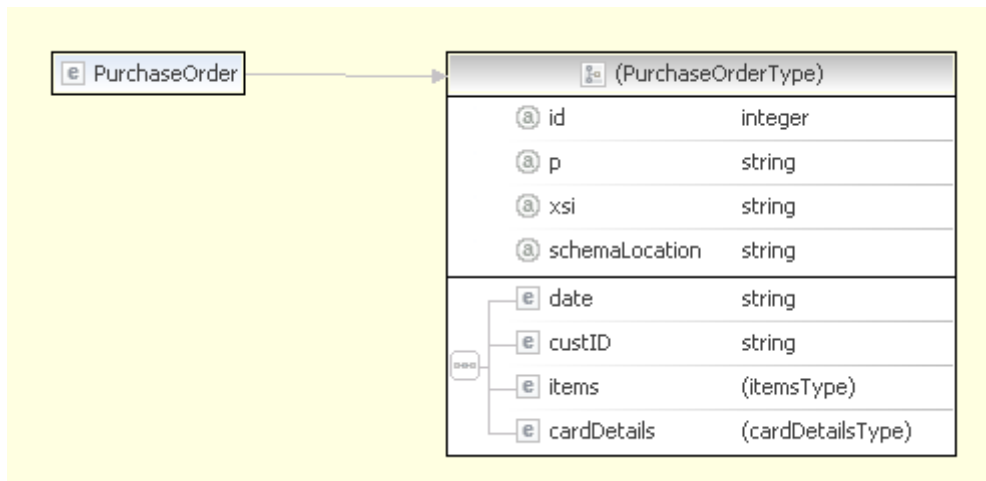 e PurchaseOrder
(PurchaseOrderType)
a id integer
a p string
a xsi string
a schemaLocation string
e date string
e custID string
e items (itemsType)
e cardDetails (cardDetailsType)